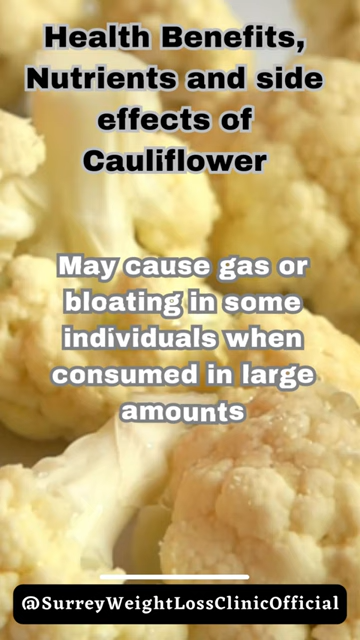 Health Benefits,
Nutrients and side
effects of
Cauliflower
May cause gas or
bloating in some
individuals when
consumed in large
amounts
@SurreyWeightLossClinicOfficial